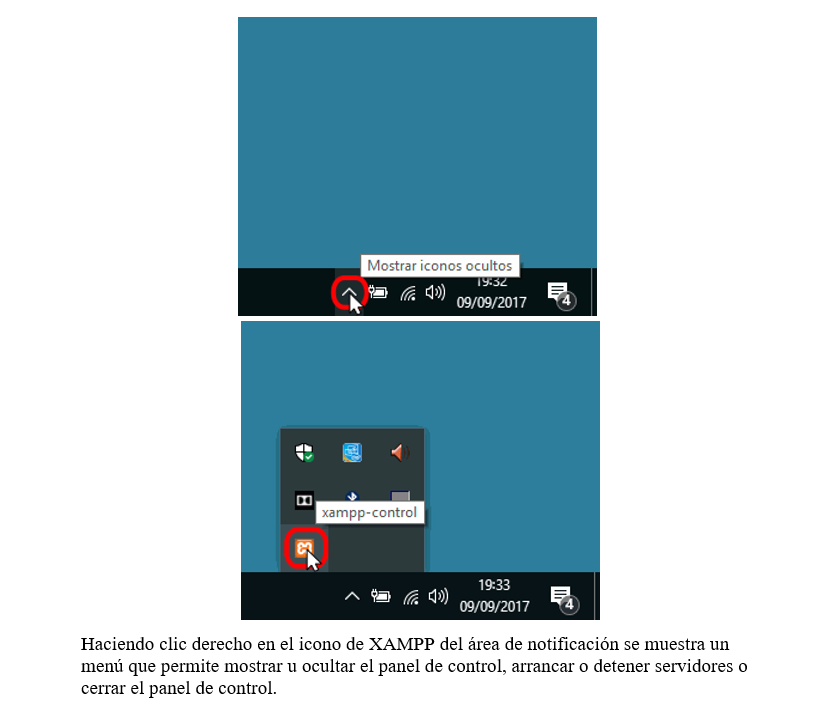 Mostrar iconos ocultos
19:32
09/09/2017
4
xampp-control
19:33
09/09/2017
4
Haciendo clic derecho en el icono de XAMPP del área de notificación se muestra un
menú que permite mostrar u ocultar el panel de control, arrancar o detener servidores o
cerrar el panel de control.